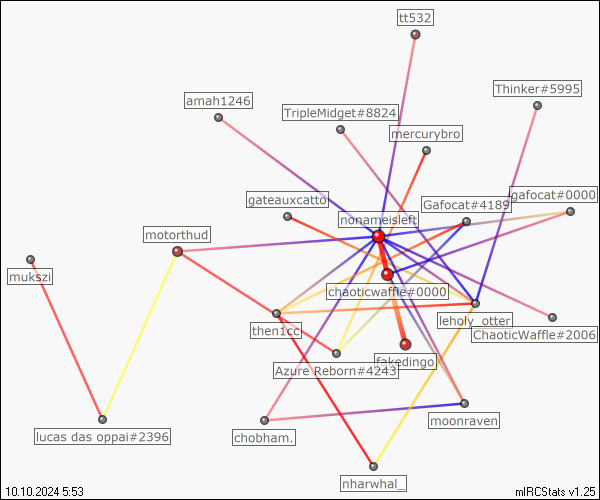 tt532
Thinker#5995
amah1246
TripleMidget#8824
mercurybro
gafocat#0000
gateauxcatto
Gafocat#4189
nonameisleft
motorthud
mukszi
chaoticwaffle#0000
leholy_otter
then1cc
ChaoticWaffle#2006
fakedingo
Azure Reborn#4243
moonraven
lucas das oppai#2396
chobham.
nharwhal_
10.10.2024 5:53
mIRCStats v1.25